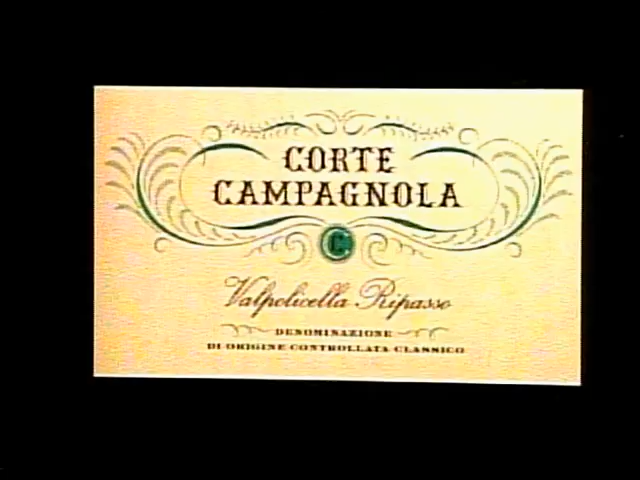 CORTE
CAMPAGNOLA
C
Valpolicella Ripasso
DENOMINAZIONE
DI ORIGINE CONTROLLATA CLASSICO